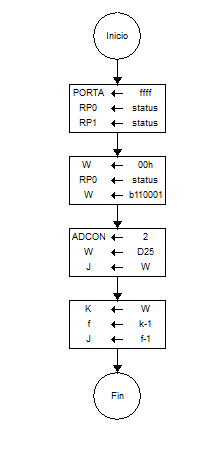 Inicio
PORTA ← ffff
RP0 ← status
RP1 ← status
W ← 00h
RP0 ← status
W ← b110001
ADCON ← 2
W ← D25
J ← W
K ← W
f ← k-1
J ← f-1
Fin